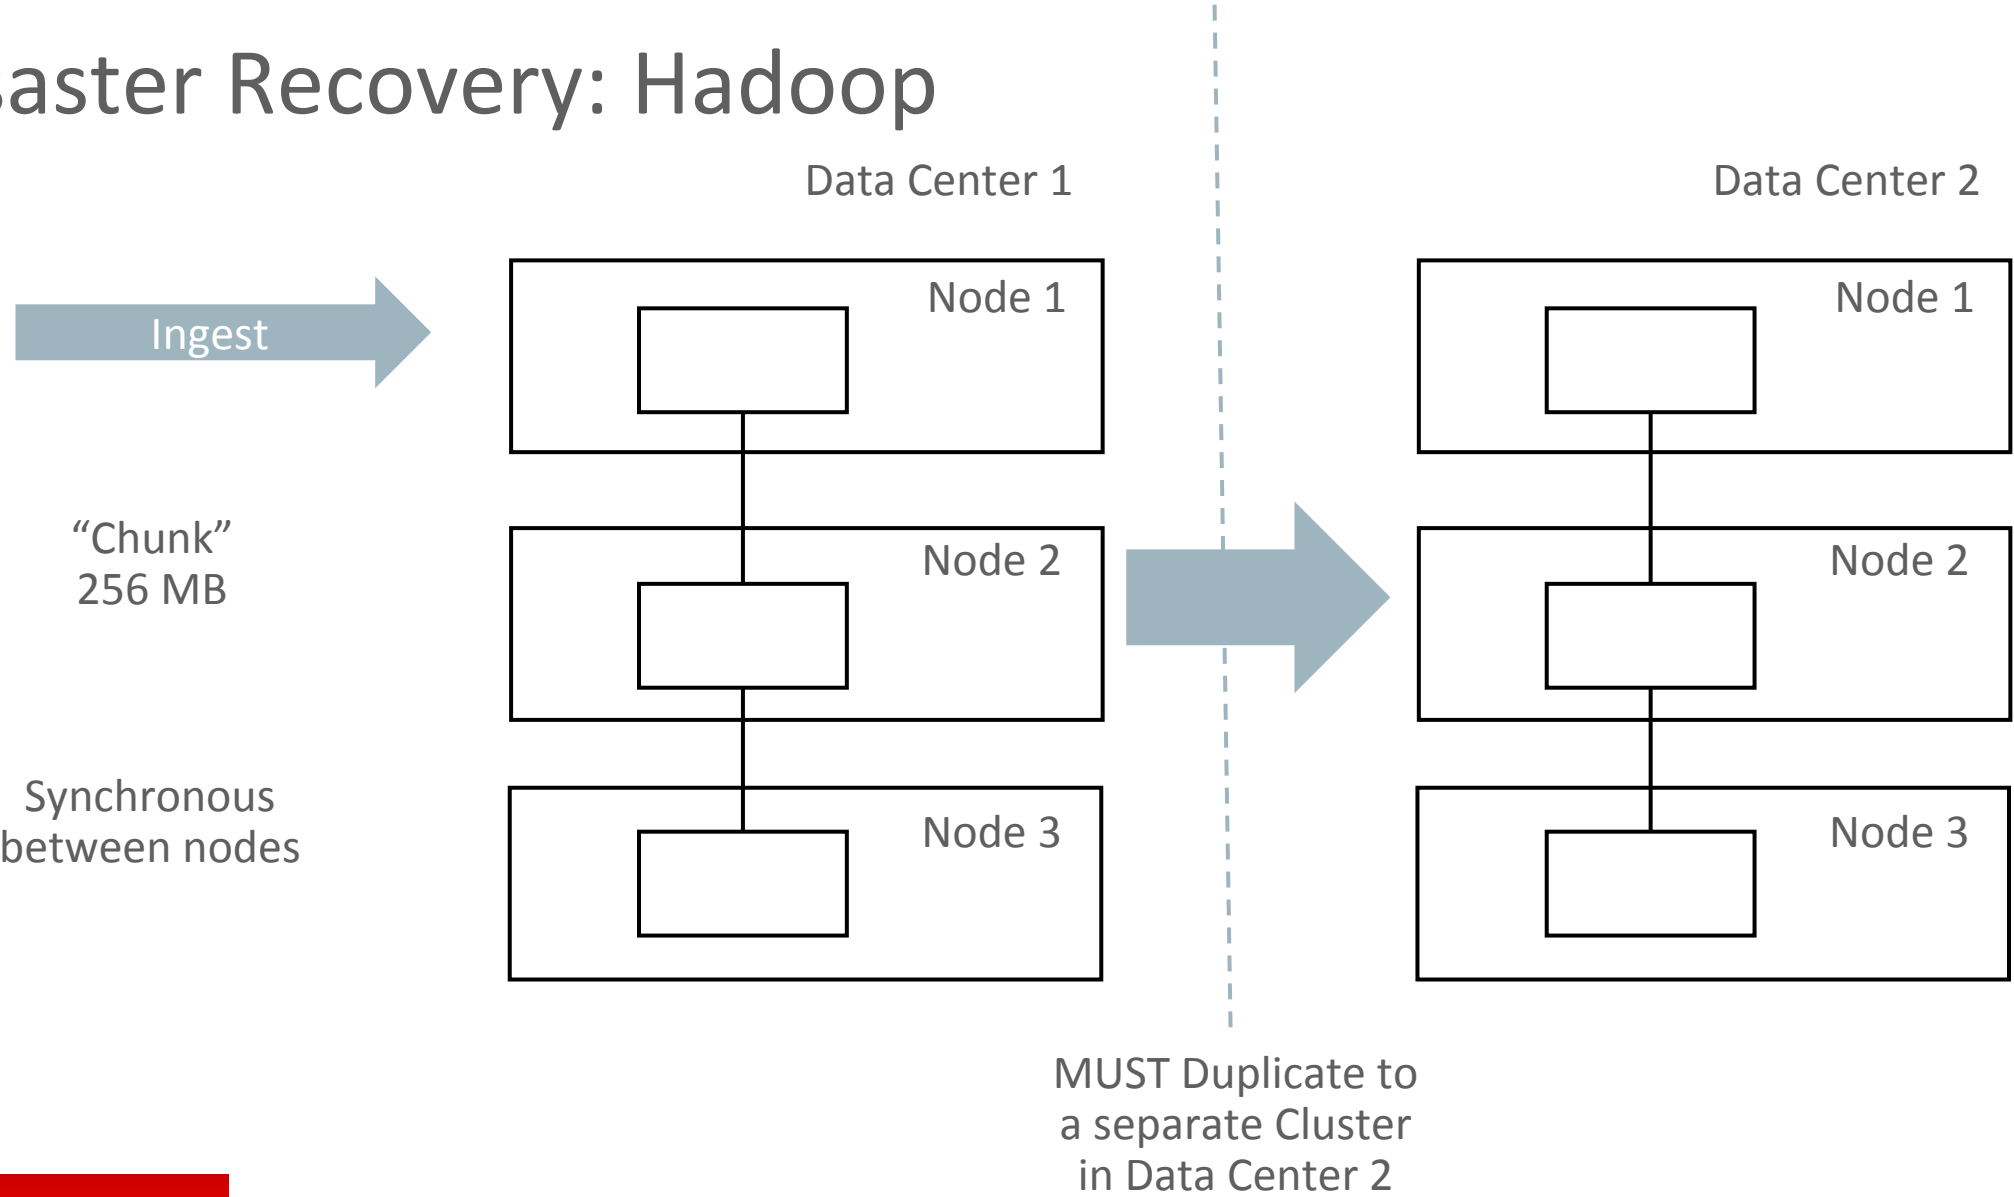 saster Recovery: Hadoop
Data Center 1
Data Center 2
Ingest
Node 1
Node 1
“Chunk”
256 MB
Node 2
Node 2
Synchronous
between nodes
Node 3
Node 3
MUST Duplicate to
a separate Cluster
in Data Center 2